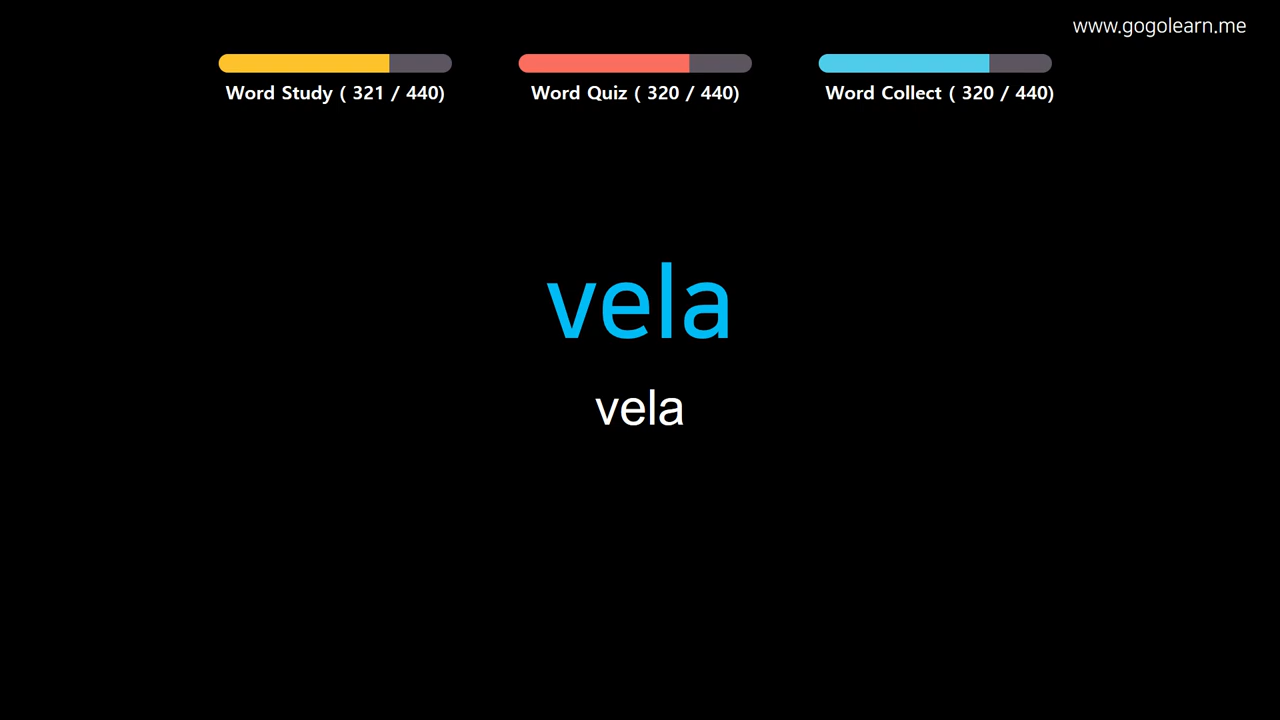 www.gogolearn.me
Word Study ( 321 / 440)
Word Quiz ( 320 / 440)
Word Collect ( 320 / 440)
vela
vela